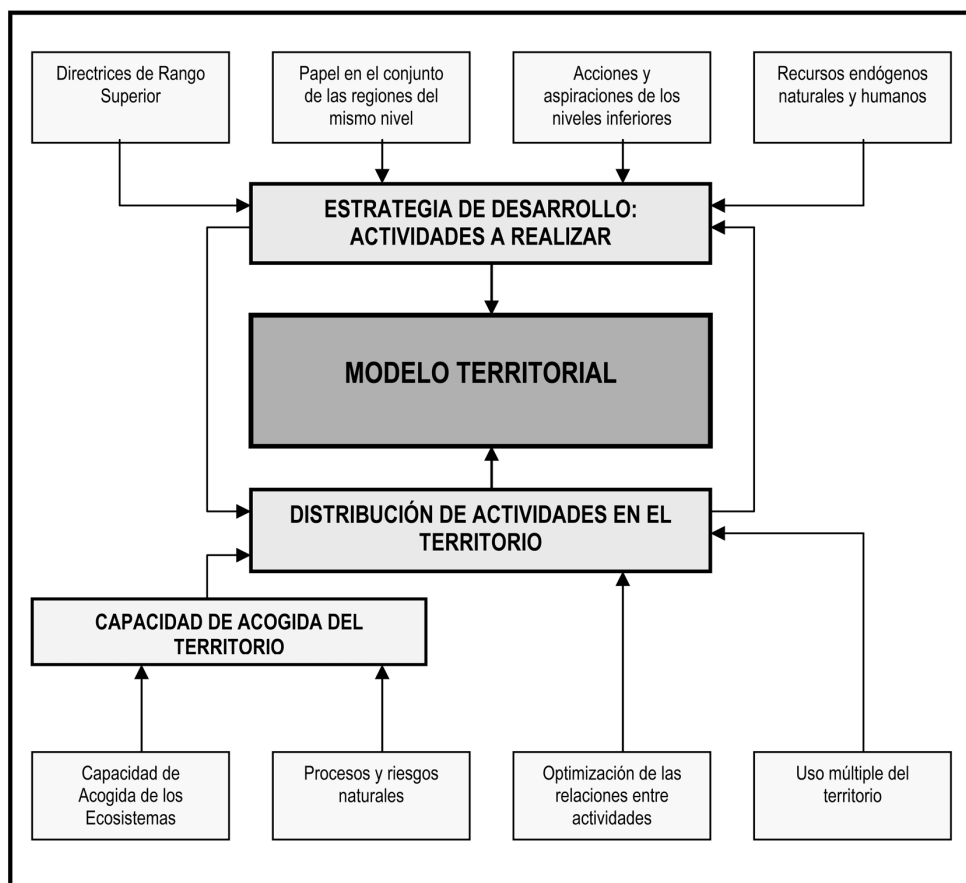 Directrices de Rango
Superior
Papel en el conjunto
de las regiones del
mismo nivel
Acciones y
aspiraciones de los
niveles inferiores
Recursos endógenos
naturales y humanos
ESTRATEGIA DE DESARROLLO:
ACTIVIDADES A REALIZAR
MODELO TERRITORIAL
DISTRIBUCIÓN DE ACTIVIDADES EN EL
TERRITORIO
CAPACIDAD DE ACOGIDA DEL
TERRITORIO
Capacidad de
Acogida de los
Ecosistemas
Procesos y riesgos
naturales
Optimización de las
relaciones entre
actividades
Uso múltiple del
territorio